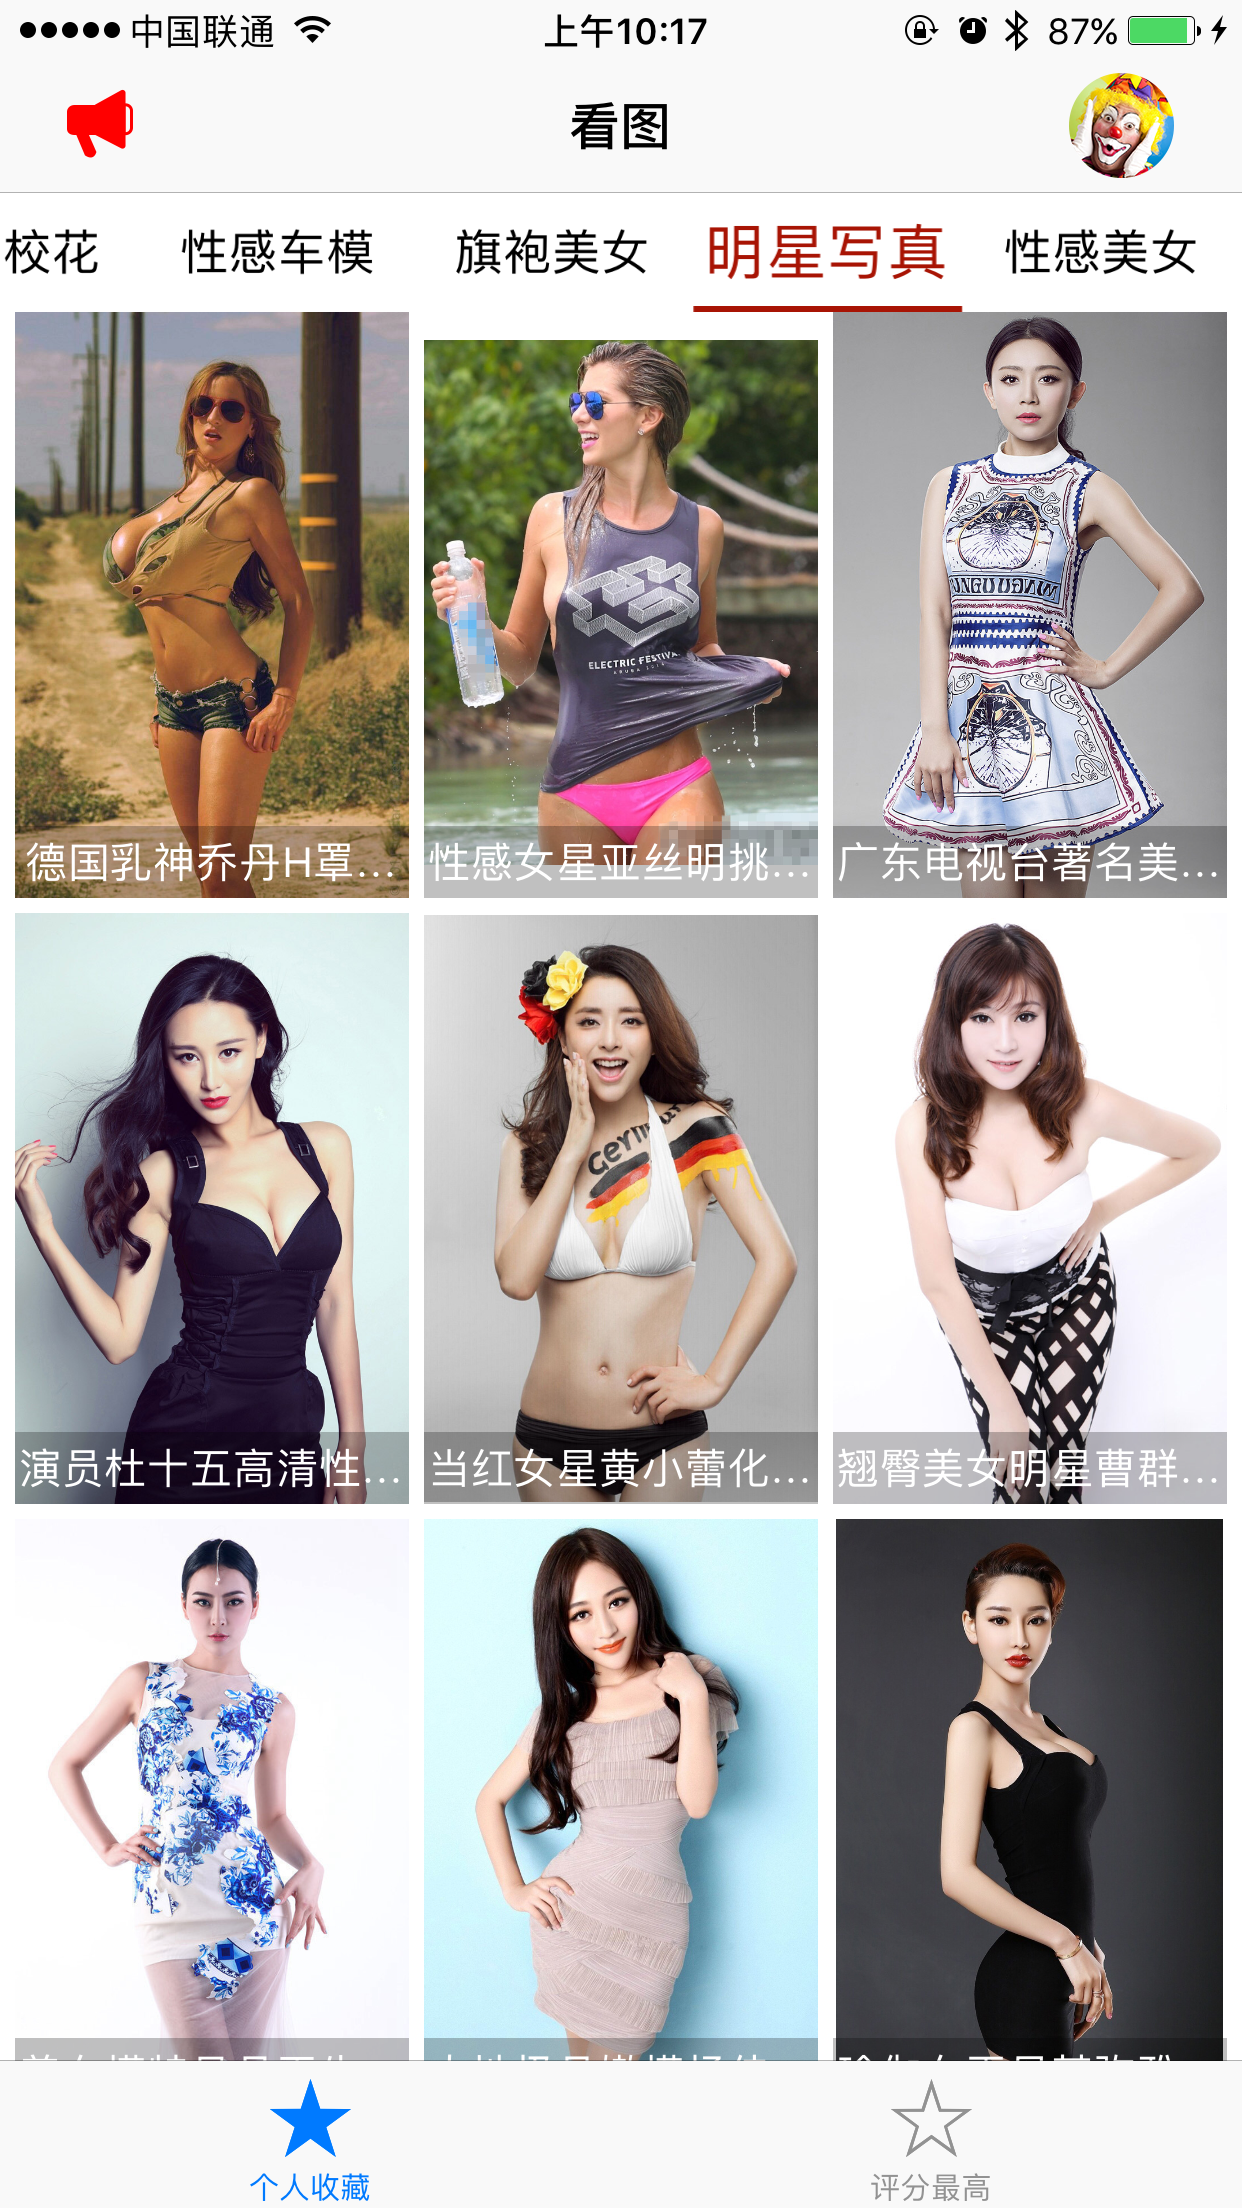 中国联通
上午10:17
87%
看图
校花
性感车模
旗袍美女
明星写真
性感美女
ELECTRIC FESTIVA
德国乳神乔丹H罩...
性感女星亚丝明挑...
广东电视台著名美...
Germany
演员杜十五高清性...
当红女星黄小蕾化...
翘臀美女明星曹群...
个人收藏
评分最高